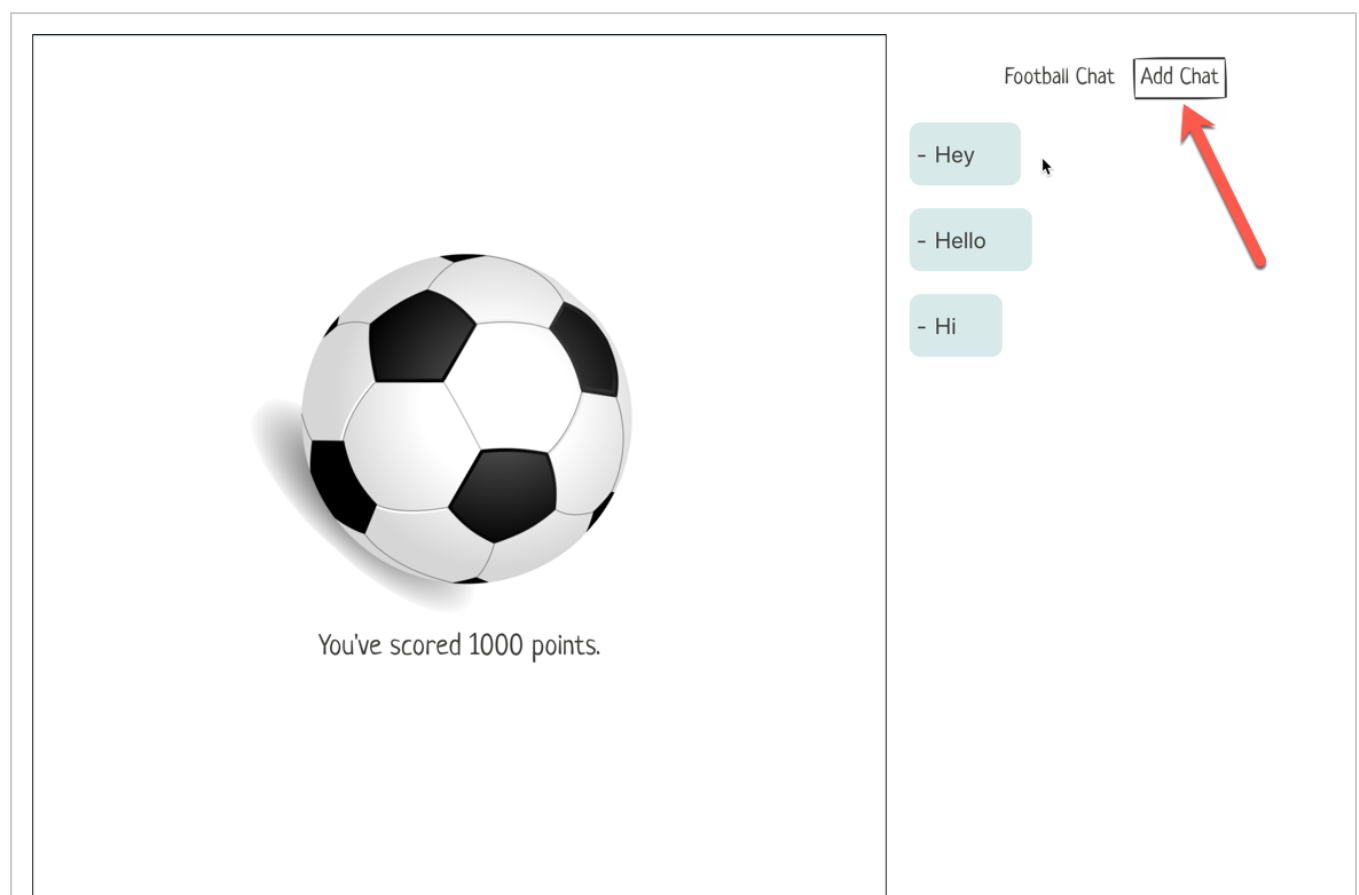 Football Chat Add Chat
- Hey
- Hello
- Hi
You've scored 1000 points.